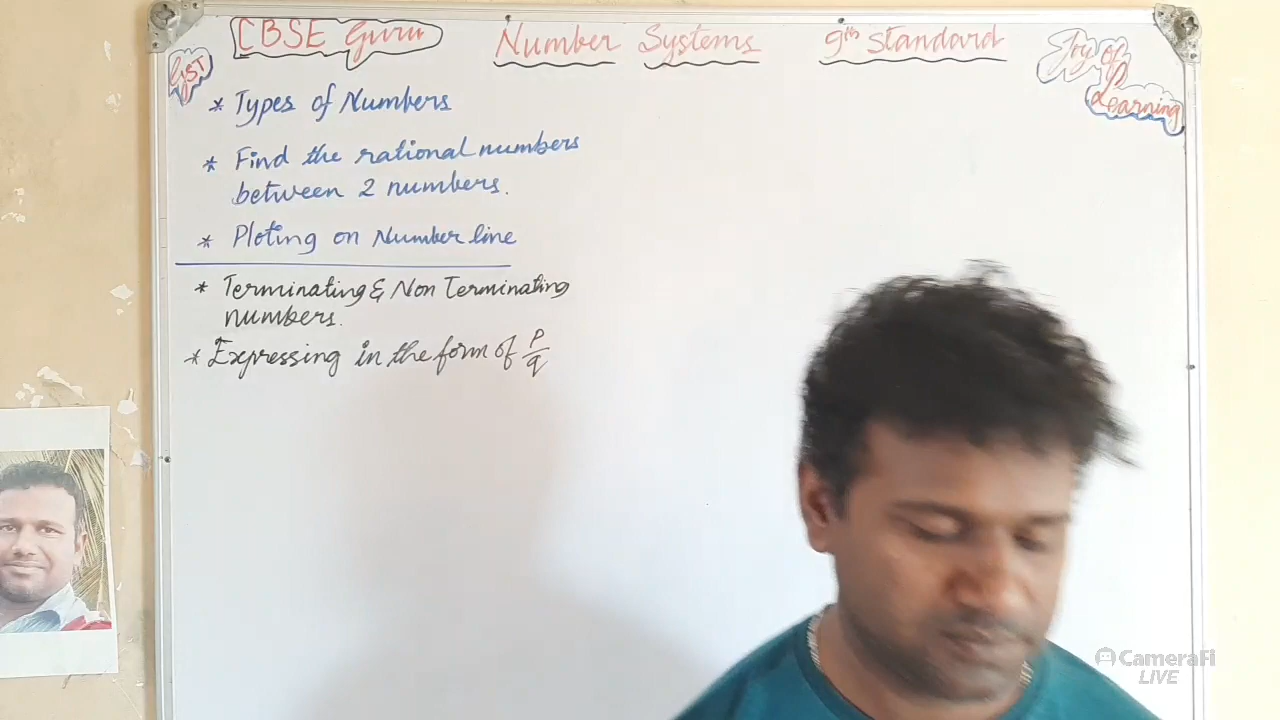 CBSE Guru Number Systems 9th Standard
GST
Joy of
Learning
* Types of Numbers
* Find the rational numbers
between 2 numbers.
* Ploting on Number line
* Terminating & Non Terminating
numbers.
* Expressing in the form of P/q
CameraFi
LIVE